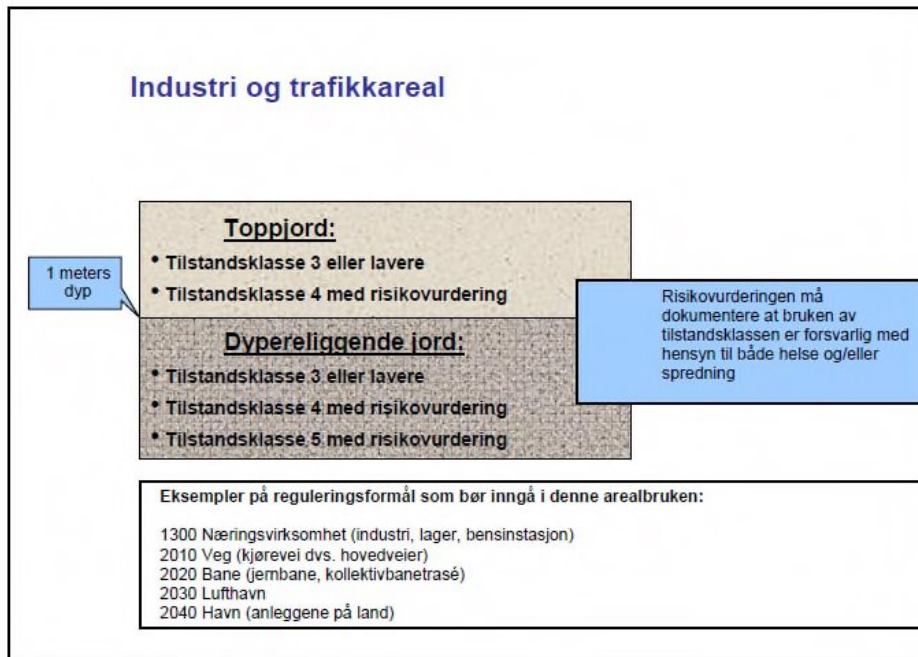 Industri og trafikkareal
Toppjord:
• Tilstandsklasse 3 eller lavere
• Tilstandsklasse 4 med risikovurdering
1 meters
dyp
Dypereliggende jord:
• Tilstandsklasse 3 eller lavere
• Tilstandsklasse 4 med risikovurdering
• Tilstandsklasse 5 med risikovurdering
Risikovurderingen må
dokumentere at bruken av
tilstandsklassen er forsvarlig med
hensyn til både helse og/eller
spredning
Eksempler på reguleringsformål som bør inngå i denne arealbruken:
1300 Næringsvirksomhet (industri, lager, bensinstasjon)
2010 Veg (kjørevei dvs. hovedveier)
2020 Bane (jernbane, kollektivbanetrasé)
2030 Lufthavn
2040 Havn (anleggene på land)